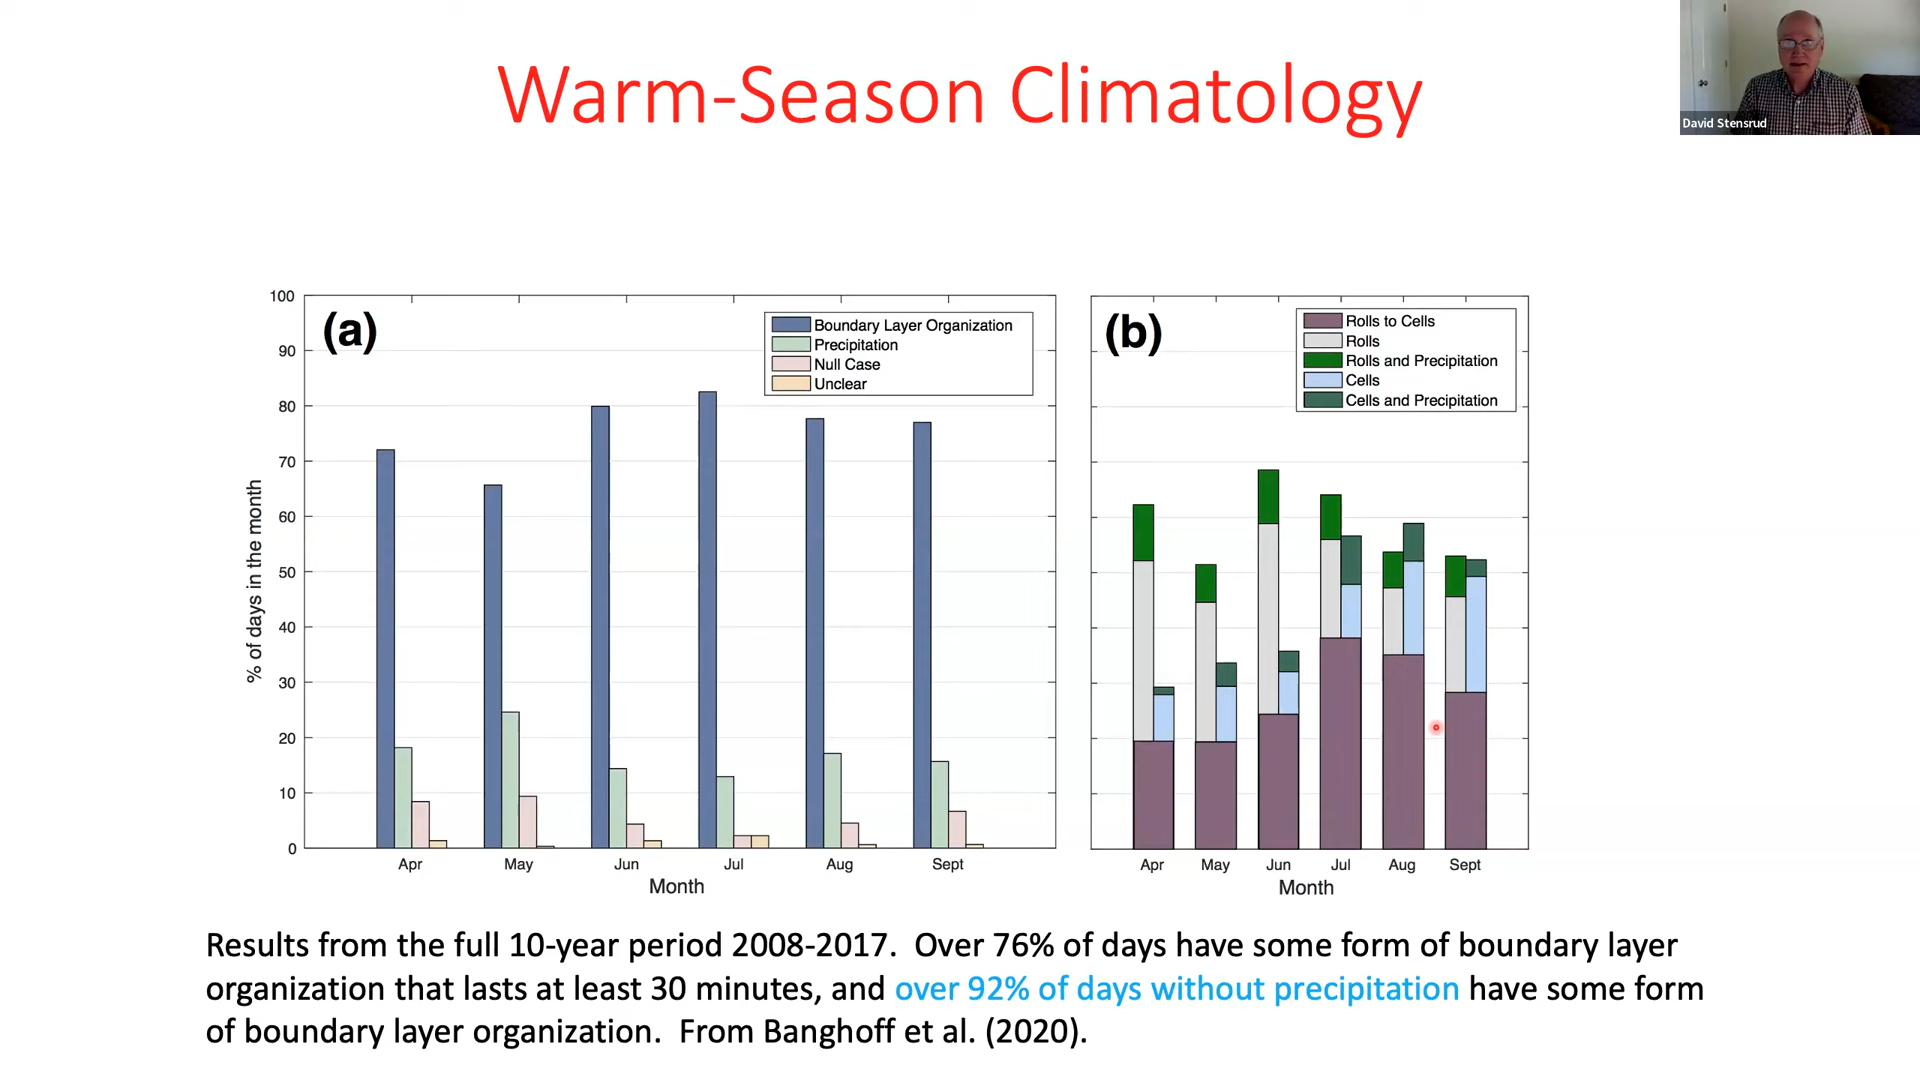 Warm-Season Climatology
David Stensrud
(a)
Boundary Layer Organization
Precipitation
Null Case
Unclear
100
90
80
70
60
50
40
30
20
10
0
% of days in the month
Apr May Jun Jul Aug Sept
Month
(b)
Rolls to Cells
Rolls
Rolls and Precipitation
Cells
Cells and Precipitation
Apr May Jun Jul Aug Sept
Month
Results from the full 10-year period 2008-2017. Over 76% of days have some form of boundary layer
organization that lasts at least 30 minutes, and over 92% of days without precipitation have some form
of boundary layer organization. From Banghoff et al. (2020).